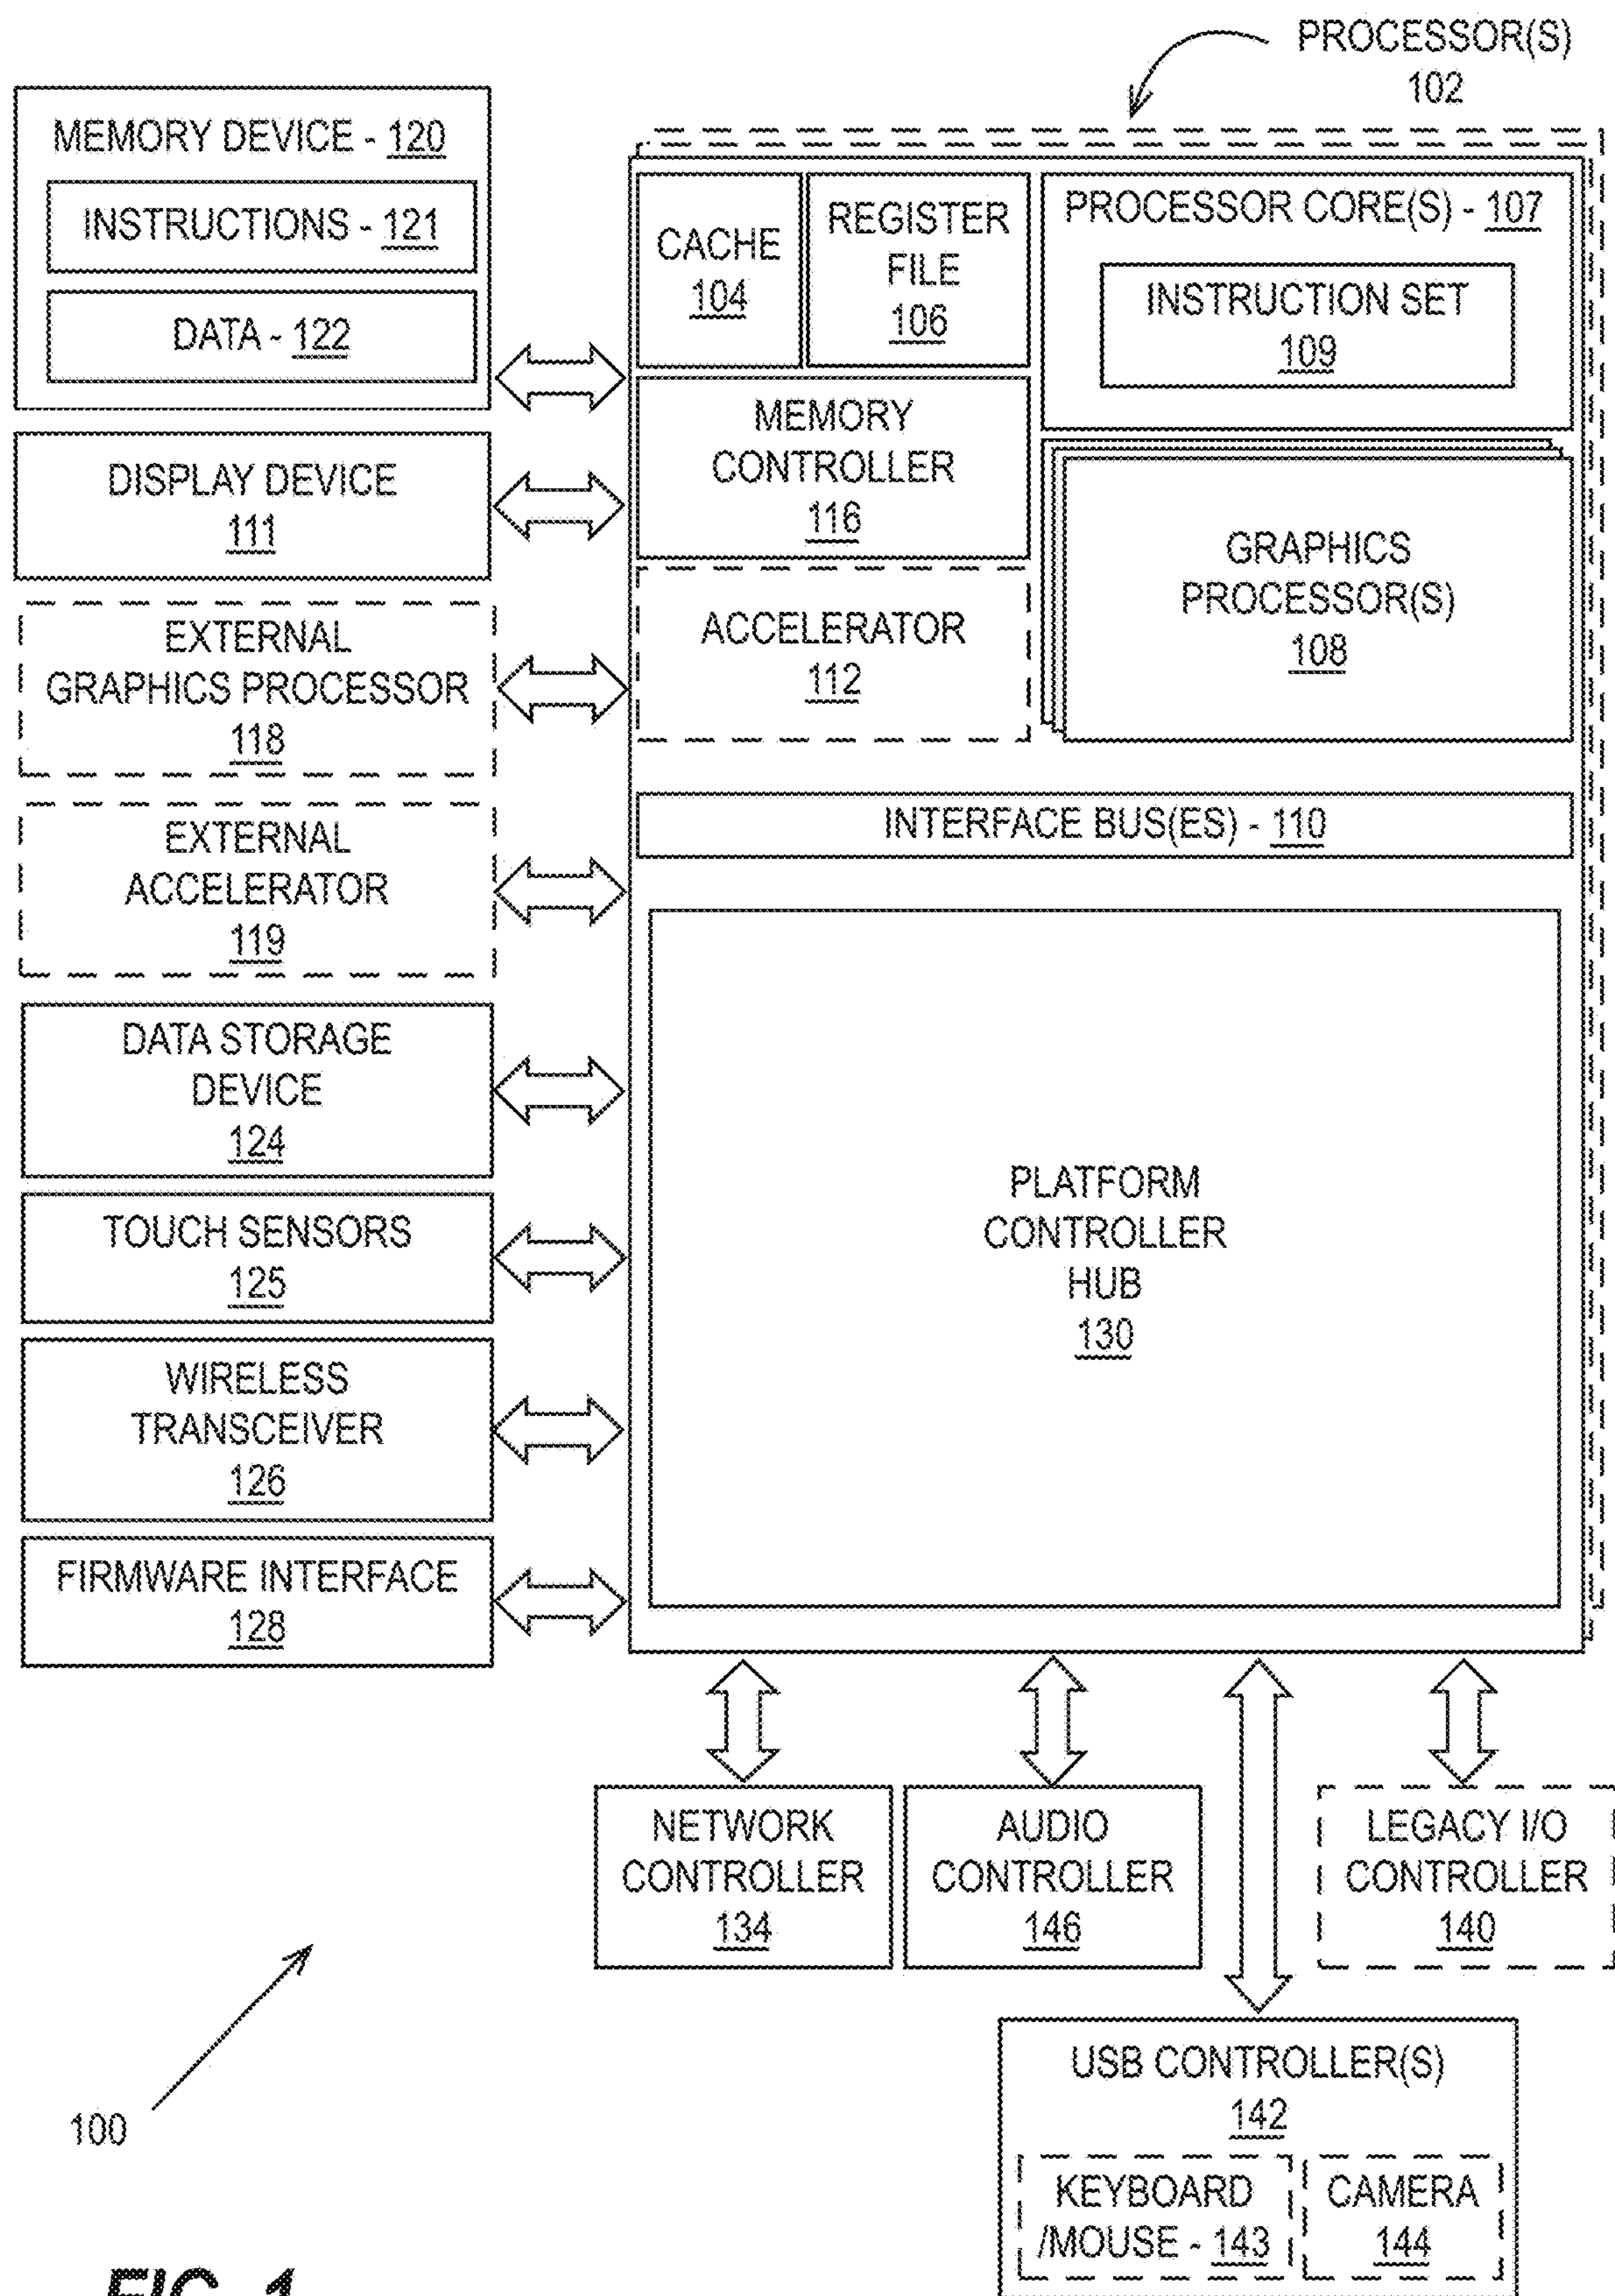 PROCESSOR(S)
102
MEMORY DEVICE - 120
INSTRUCTIONS - 121
DATA - 122
DISPLAY DEVICE
111
EXTERNAL
GRAPHICS PROCESSOR
118
EXTERNAL
ACCELERATOR
119
DATA STORAGE
DEVICE
124
TOUCH SENSORS
125
WIRELESS
TRANSCEIVER
126
FIRMWARE INTERFACE
128
CACHE
104
REGISTER
FILE
106
PROCESSOR CORE(S) - 107
INSTRUCTION SET
109
MEMORY
CONTROLLER
116
ACCELERATOR
112
GRAPHICS
PROCESSOR(S)
108
INTERFACE BUS(ES) - 110
PLATFORM
CONTROLLER
HUB
130
NETWORK
CONTROLLER
134
AUDIO
CONTROLLER
146
LEGACY I/O
CONTROLLER
140
USB CONTROLLER(S)
142
KEYBOARD
/MOUSE - 143
CAMERA
144
100
FIG. 1